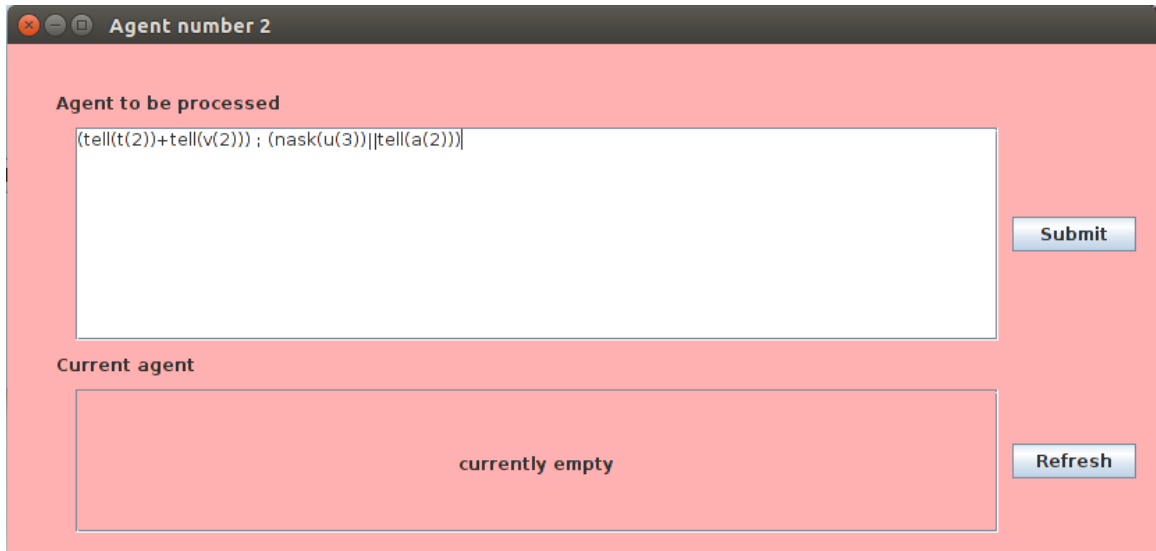 Agent number 2
Agent to be processed
(tell(t(2))+tell(v(2))) ; (nask(u(3))||tell(a(2)))
Submit
Current agent
currently empty
Refresh